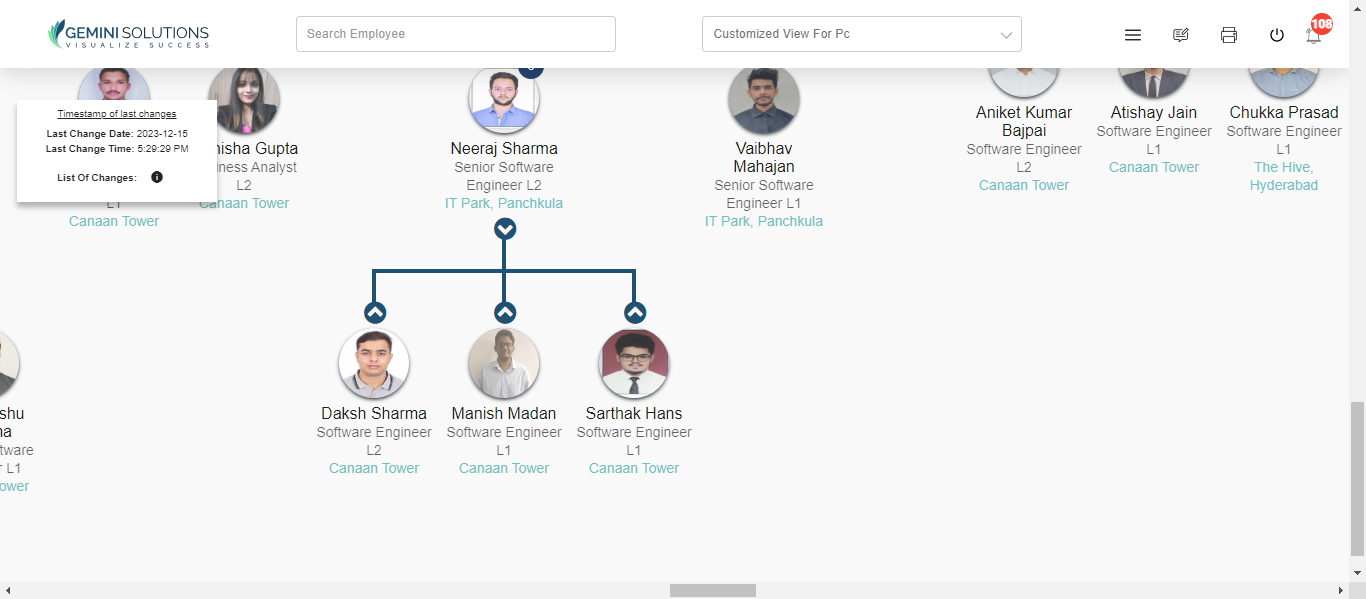 GEMINI SOLUTIONS
VISUALIZE SUCCESS
Search Employee
Customized View For Pc
108
Timestamp of last changes
Last Change Date: 2023-12-15
Last Change Time: 5:29:29 PM
List Of Changes:
L1
Canaan Tower
nisha Gupta
iness Analyst
L2
Canaan Tower
Neeraj Sharma
Senior Software
Engineer L2
IT Park, Panchkula
Vaibhav
Mahajan
Senior Software
Engineer L1
IT Park, Panchkula
Aniket Kumar
Bajpai
Software Engineer
L2
Canaan Tower
Atishay Jain
Software Engineer
L1
Canaan Tower
Chukka Prasad
Software Engineer
L1
The Hive,
Hyderabad
shu
na
tware
r L1
ower
Daksh Sharma
Software Engineer
L2
Canaan Tower
Manish Madan
Software Engineer
L1
Canaan Tower
Sarthak Hans
Software Engineer
L1
Canaan Tower